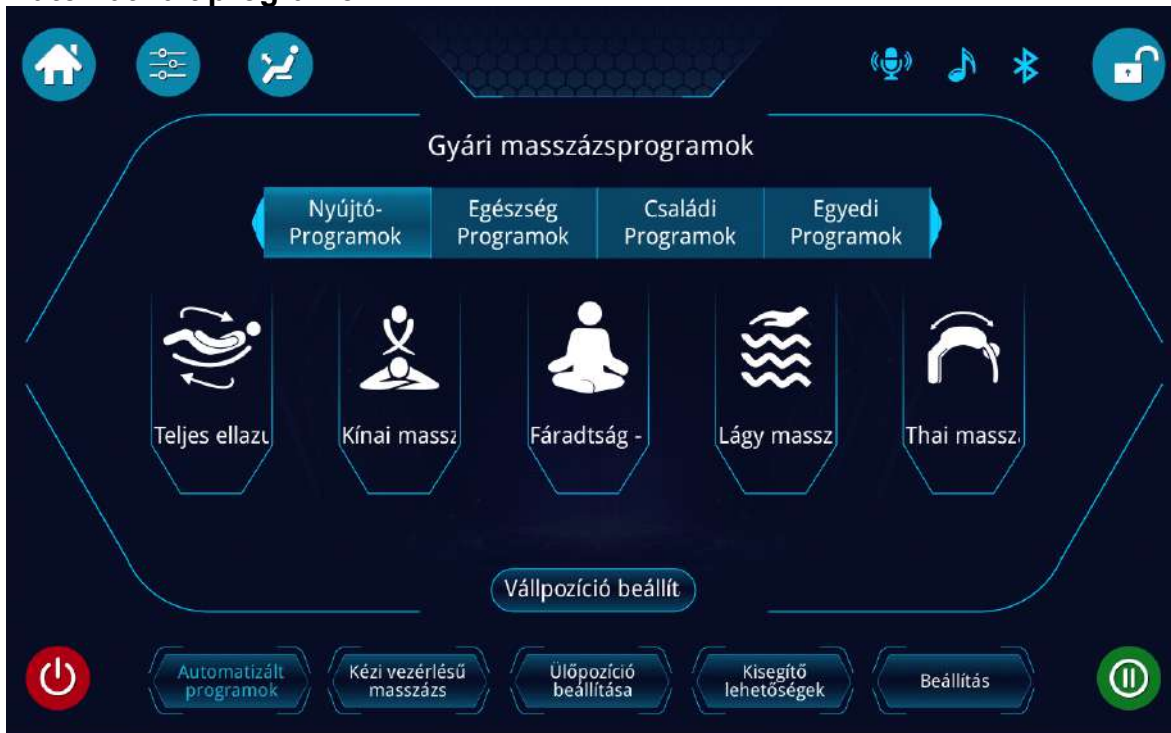 Gyári masszázsprogramok
Nyújtó-
Programok
Egészség
Programok
Családi
Programok
Egyedi
Programok
Teljes ellazu
Kínai massz
Fáradtság -
Lágy massz
Thai massz
Vállpozíció beállít
Automatizált
programok
Kézi vezérlésű
masszázs
Ülőpozíció
beállítása
Kisegítő
lehetőségek
Beállítás